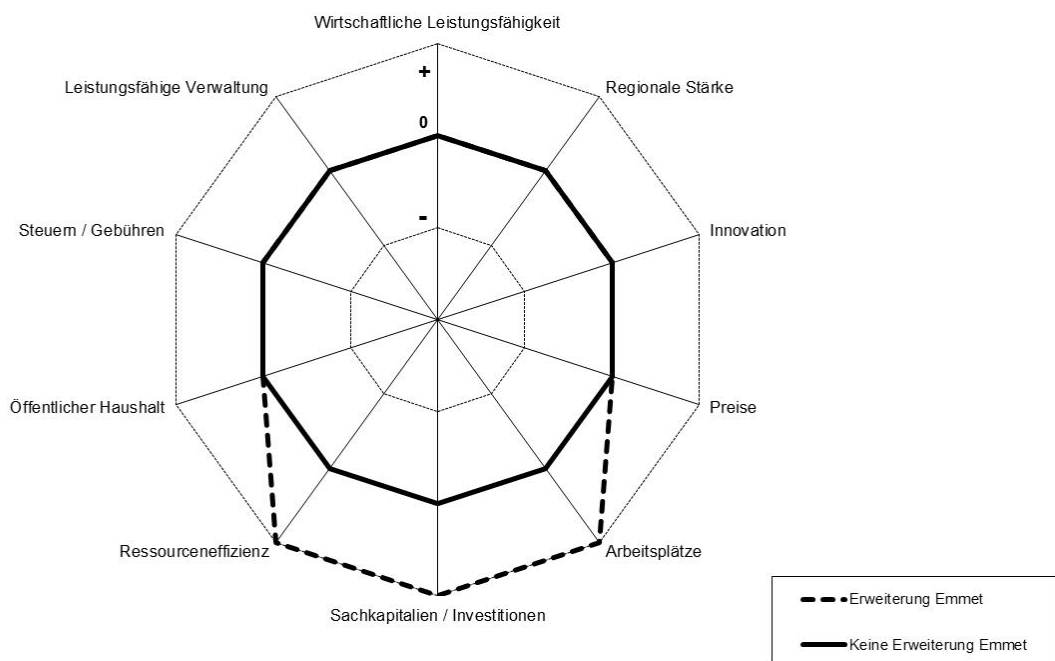 Wirtschaftliche Leistungsfähigkeit
+
Leistungsfähige Verwaltung
Regionale Stärke
0
-
Steuern / Gebühren
Innovation
Öffentlicher Haushalt
Preise
Ressourceneffizienz
Arbeitsplätze
Sachkapitalien / Investitionen
Erweiterung Emmet
Keine Erweiterung Emmet